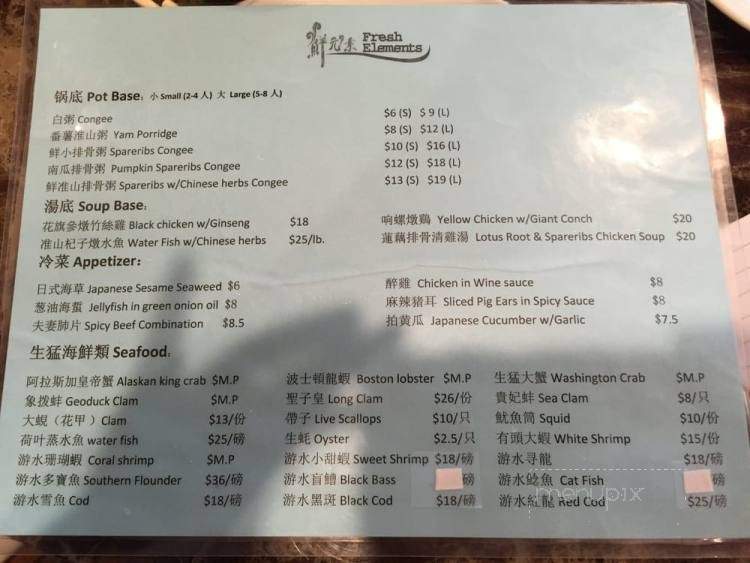 鮮元素 Fresh Elements
锅底 Pot Base: 小 Small (2-4 人) 大 Large (5-8 人)
白粥 Congee $6 (S) $ 9 (L)
番薯淮山粥 Yam Porridge $8 (S) $12 (L)
鮮小排骨粥 Spareribs Congee $10 (S) $16 (L)
南瓜排骨粥 Pumpkin Spareribs Congee $12 (S) $18 (L)
鮮准山排骨粥 Spareribs w/Chinese herbs Congee $13 (S) $19 (L)
湯底 Soup Base:
花旗參燉竹絲雞 Black chicken w/Ginseng $18 响螺燉鷄 Yellow Chicken w/Giant Conch $20
准山杞子燉水魚 Water Fish w/Chinese herbs $25/lb. 蓮藕排骨清雞湯 Lotus Root & Spareribs Chicken Soup $20
冷菜 Appetizer:
日式海草 Japanese Sesame Seaweed $6 醉雞 Chicken in Wine sauce $8
葱油海蜇 Jellyfish in green onion oil $8 麻辣猪耳 Sliced Pig Ears in Spicy Sauce $8
夫妻肺片 Spicy Beef Combination $8.5 拍黄瓜 Japanese Cucumber w/Garlic $7.5
生猛海鮮類 Seafood:
阿拉斯加皇帝蟹 Alaskan king crab $M.P 波士頓龍蝦 Boston lobster $M.P 生猛大蟹 Washington Crab $M.P
象拨蚌 Geoduck Clam $M.P 聖子皇 Long Clam $26/份 貴妃蚌 Sea Clam $8/只
大蜆（花甲）Clam $13/份 帶子 Live Scallops $10/只 魷魚筒 Squid $10/份
荷叶蒸水魚 water fish $25/磅 生蚝 Oyster $2.5/只 有頭大蝦 White Shrimp $15/份
游水珊瑚蝦 Coral shrimp $M.P 游水小甜蝦 Sweet Shrimp $18/磅 游水寻龙 $18/磅
游水多寶魚 Southern Flounder $36/磅 游水盲鰽 Black Bass 磅 游水鯰魚 Cat Fish 磅
游水雪魚 Cod $18/磅 游水黑斑 Black Cod $18/磅 游水紅龍 Red Cod $25/磅
menupix